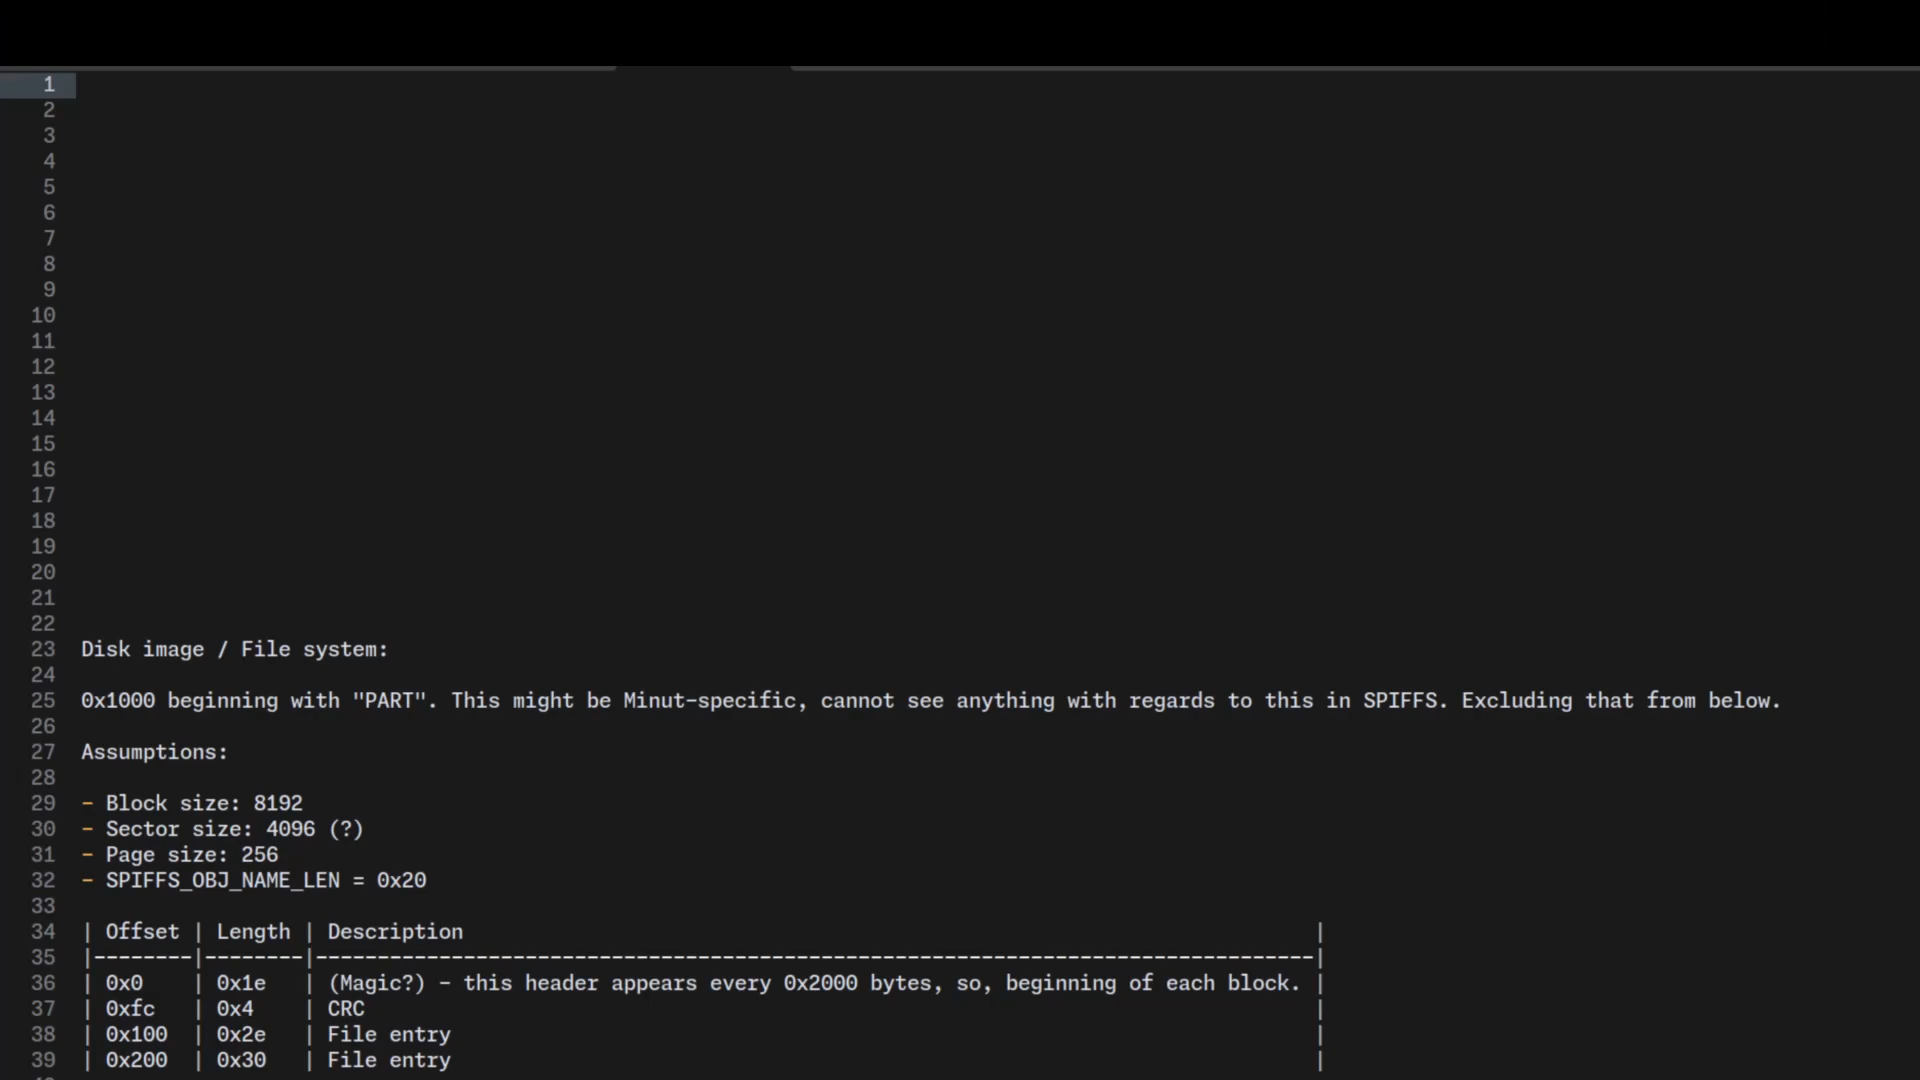 1
2
3
4
5
6
7
8
9
10
11
12
13
14
15
16
17
18
19
20
21
22
23 Disk image / File system:
24
25 0x1000 beginning with "PART". This might be Minut-specific, cannot see anything with regards to this in SPIFFS. Excluding that from below.
26
27 Assumptions:
28
29 - Block size: 8192
30 - Sector size: 4096 (?)
31 - Page size: 256
32 - SPIFFS_OBJ_NAME_LEN = 0x20
33
34 | Offset | Length | Description |
35 |--------|--------|---------------------------------------------------------------------------------|
36 | 0x0 | 0x1e | (Magic?) - this header appears every 0x2000 bytes, so, beginning of each block. |
37 | 0xfc | 0x4 | CRC |
38 | 0x100 | 0x2e | File entry |
39 | 0x200 | 0x30 | File entry |